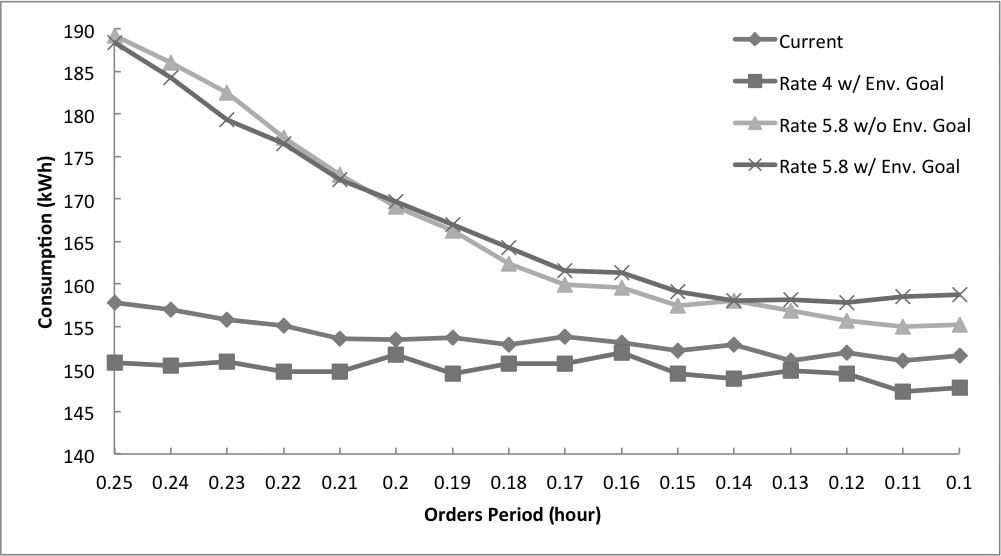 190
185
180
175
170
165
160
155
150
145
140
Consumption (kWh)
Current
Rate 4 w/ Env. Goal
Rate 5.8 w/o Env. Goal
Rate 5.8 w/ Env. Goal
0.25 0.24 0.23 0.22 0.21 0.2 0.19 0.18 0.17 0.16 0.15 0.14 0.13 0.12 0.11 0.1
Orders Period (hour)